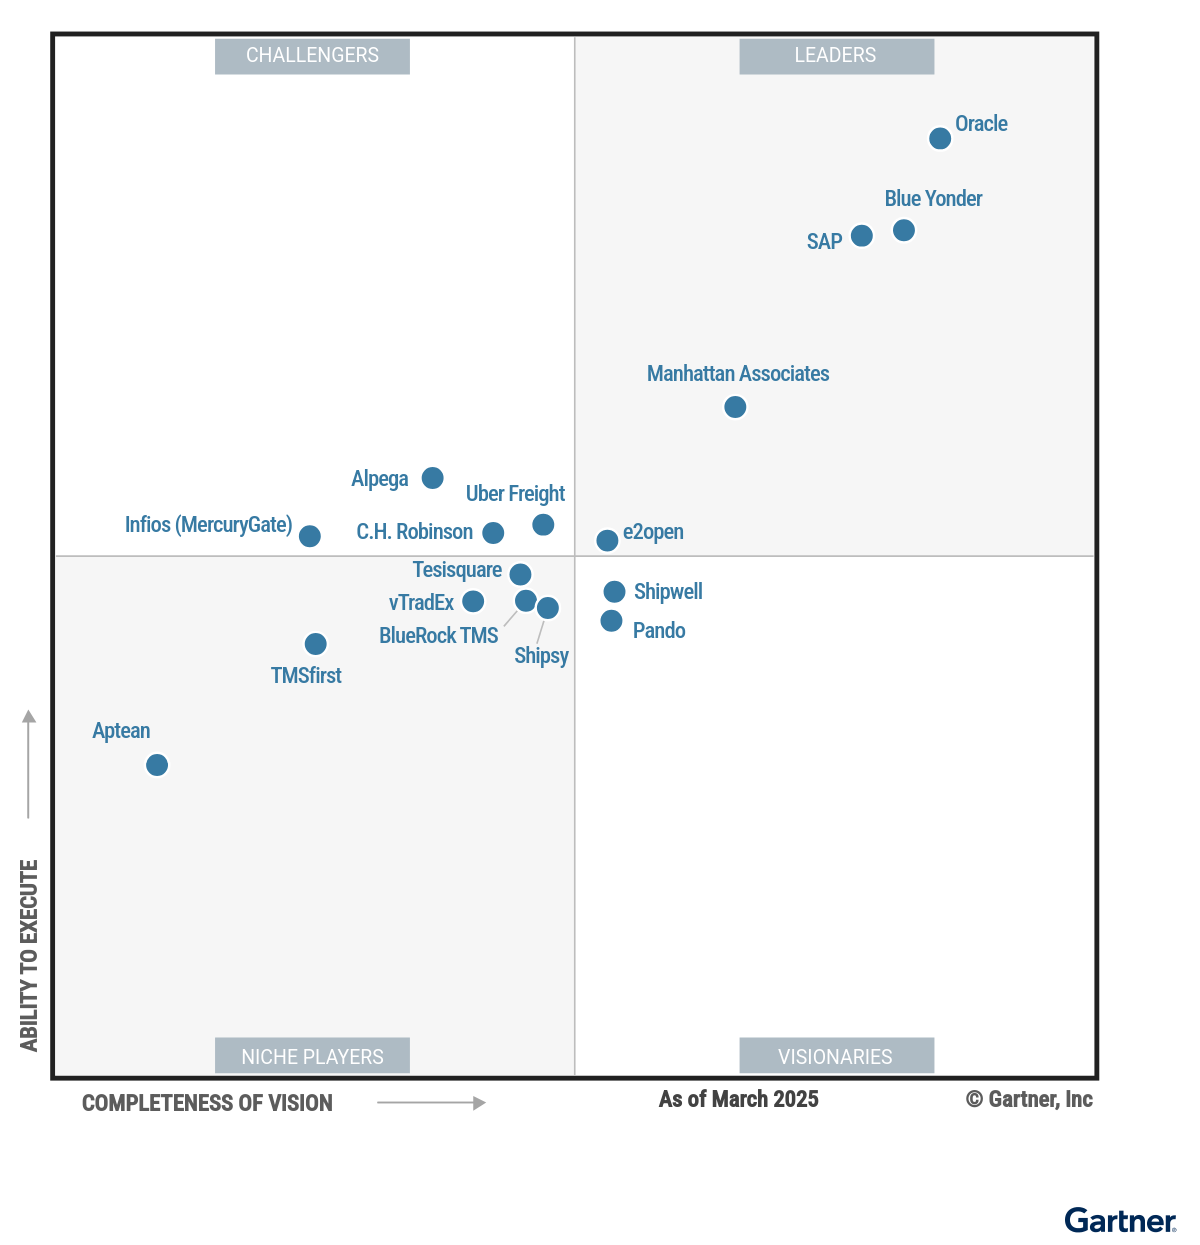 CHALLENGERS
LEADERS
Oracle
Blue Yonder
SAP
Manhattan Associates
Alpega
Uber Freight
Infios (MercuryGate)
C.H. Robinson
e2open
Tesisquare
vTradEx
Shipwell
BlueRock TMS
Pando
Shipsy
TMSfirst
Aptean
ABILITY TO EXECUTE
NICHE PLAYERS
VISIONARIES
COMPLETENESS OF VISION
As of March 2025
© Gartner, Inc
Gartner®